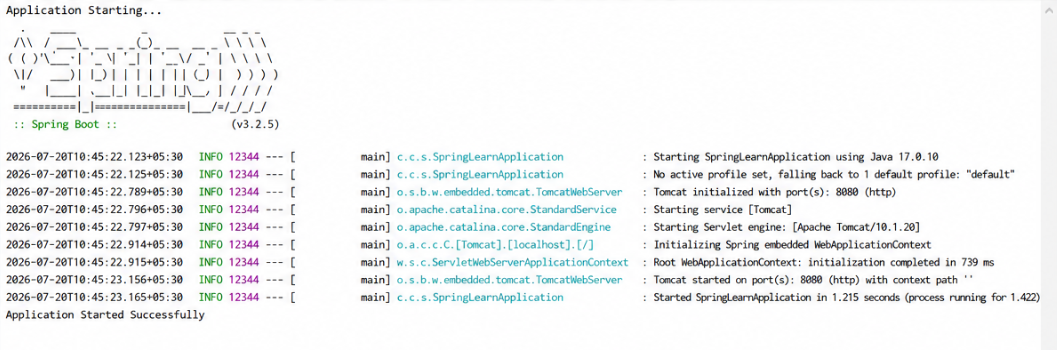 Application Starting...
  .   ____          _            __ _ _
 /\\ / ___'_ __ _ _(_)_ __  __ _ \ \ \ \
( ( )\___ | '_ | '_| | '_ \/ _` | \ \ \ \
 \\/  ___)| |_)| | | | | || (_| |  ) ) ) )
  '  |____| .__|_| |_|_| |_\__, | / / / /
 =========|_|==============|___/=/_/_/_/
 :: Spring Boot ::                (v3.2.5)
2026-07-20T10:45:22.123+05:30  INFO 12344 --- [           main] c.c.s.SpringLearnApplication             : Starting SpringLearnApplication using Java 17.0.10
2026-07-20T10:45:22.125+05:30  INFO 12344 --- [           main] c.c.s.SpringLearnApplication             : No active profile set, falling back to 1 default profile: "default"
2026-07-20T10:45:22.789+05:30  INFO 12344 --- [           main] o.s.b.w.embedded.tomcat.TomcatWebServer   : Tomcat initialized with port(s): 8080 (http)
2026-07-20T10:45:22.796+05:30  INFO 12344 --- [           main] o.apache.catalina.core.StandardService   : Starting service [Tomcat]
2026-07-20T10:45:22.797+05:30  INFO 12344 --- [           main] o.apache.catalina.core.StandardEngine    : Starting Servlet engine: [Apache Tomcat/10.1.20]
2026-07-20T10:45:22.914+05:30  INFO 12344 --- [           main] o.a.c.c.C.[Tomcat].[localhost].[/]       : Initializing Spring embedded WebApplicationContext
2026-07-20T10:45:22.915+05:30  INFO 12344 --- [           main] w.s.c.ServletWebServerApplicationContext : Root WebApplicationContext: initialization completed in 739 ms
2026-07-20T10:45:23.156+05:30  INFO 12344 --- [           main] o.s.b.w.embedded.tomcat.TomcatWebServer   : Tomcat started on port(s): 8080 (http) with context path ''
2026-07-20T10:45:23.165+05:30  INFO 12344 --- [           main] c.c.s.SpringLearnApplication             : Started SpringLearnApplication in 1.215 seconds (process running for 1.422)
Application Started Successfully